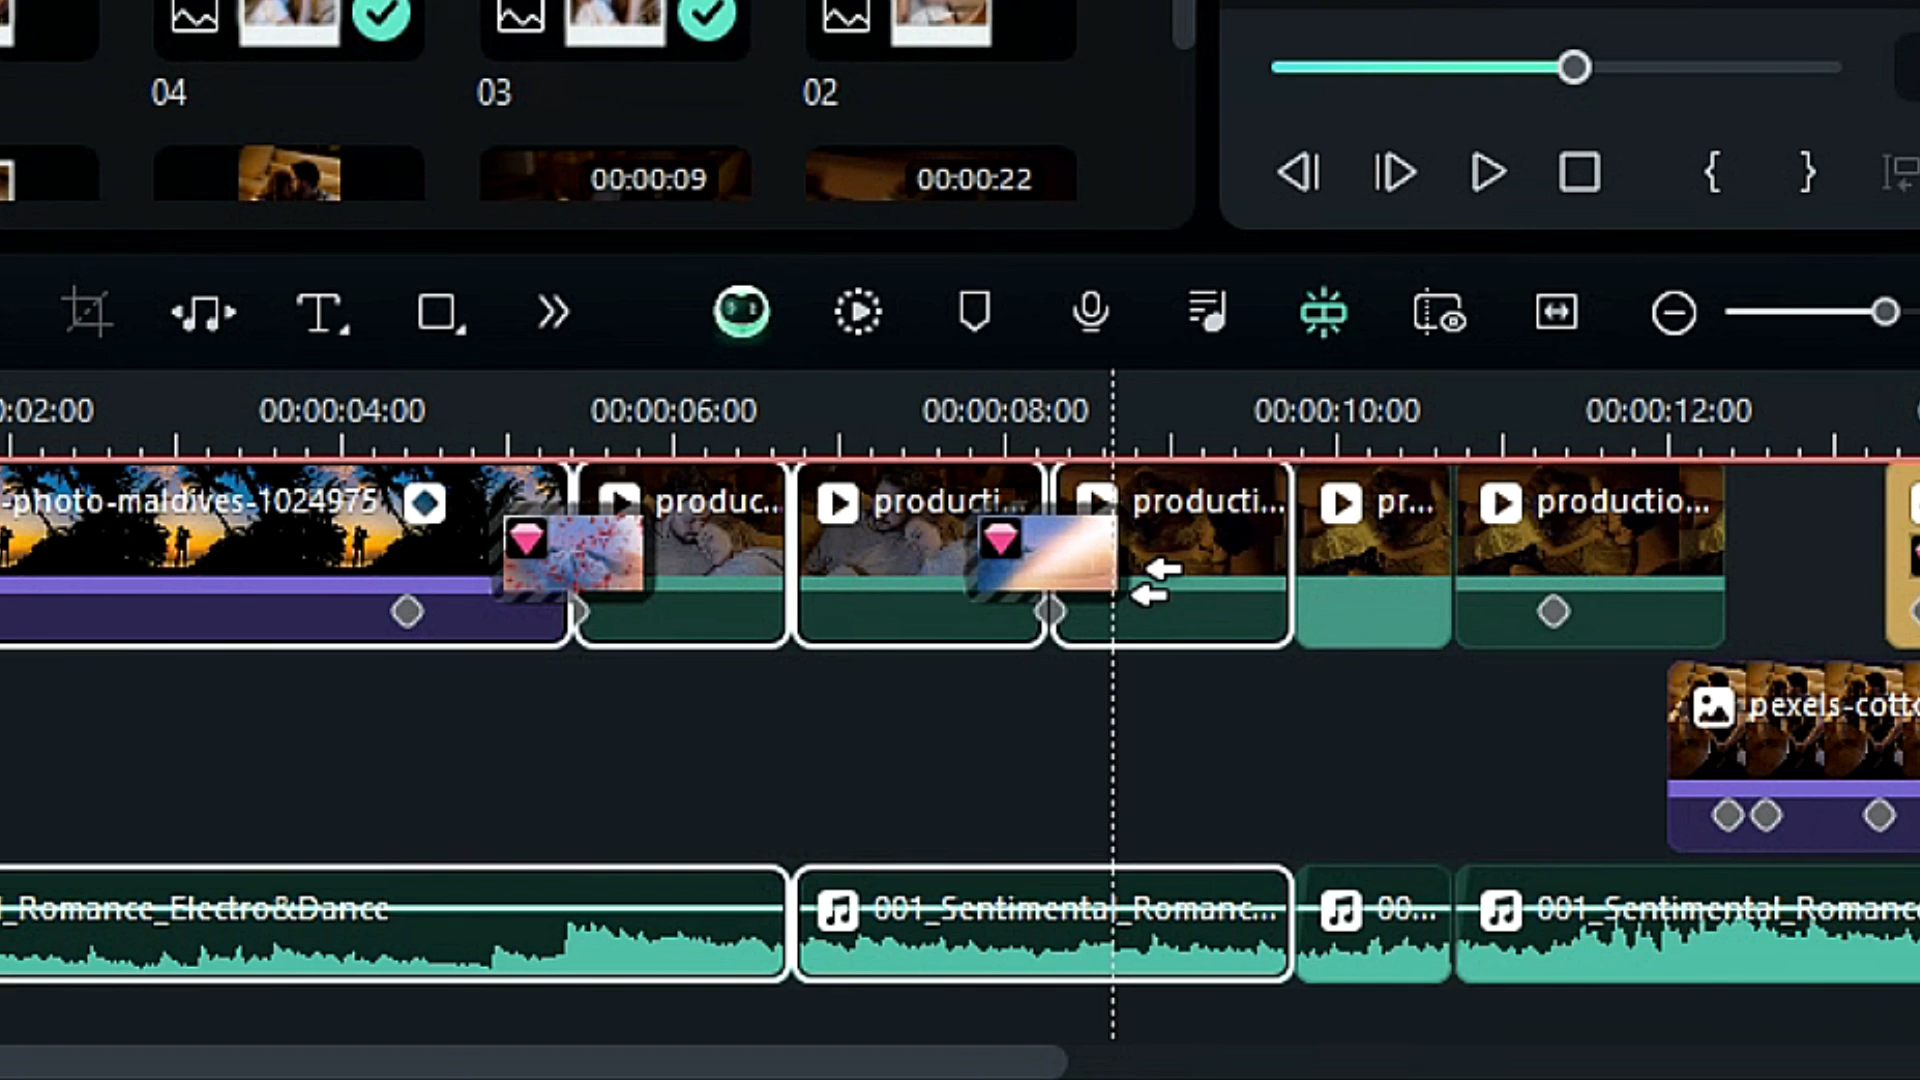 04 03 02
00:00:09 00:00:22
0:02:00 00:00:04:00 00:00:06:00 00:00:08:00 00:00:10:00 00:00:12:00
-photo-maldives-1024975 produc... producti... producti... pr... productio...
pexels-cotto
_Romance_Electro&Dance 001_Sentimental_Romanc... 00... 001_Sentimental_Romance